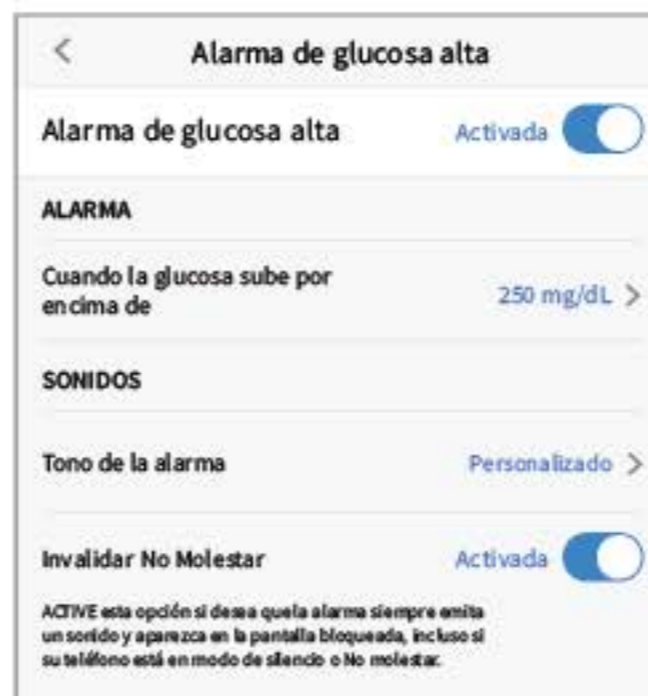 Alarma de glucosa alta
Alarma de glucosa alta Activada
ALARMA
Cuando la glucosa sube por
encima de
250 mg/dL
SONIDOS
Tono de la alarma Personalizado
Invalidar No Molestar Activada
ACTIVE esta opción si desea que la alarma siempre emita
un sonido y aparezca en la pantalla bloqueada, incluso si
su teléfono está en modo de silencio o No molestar.